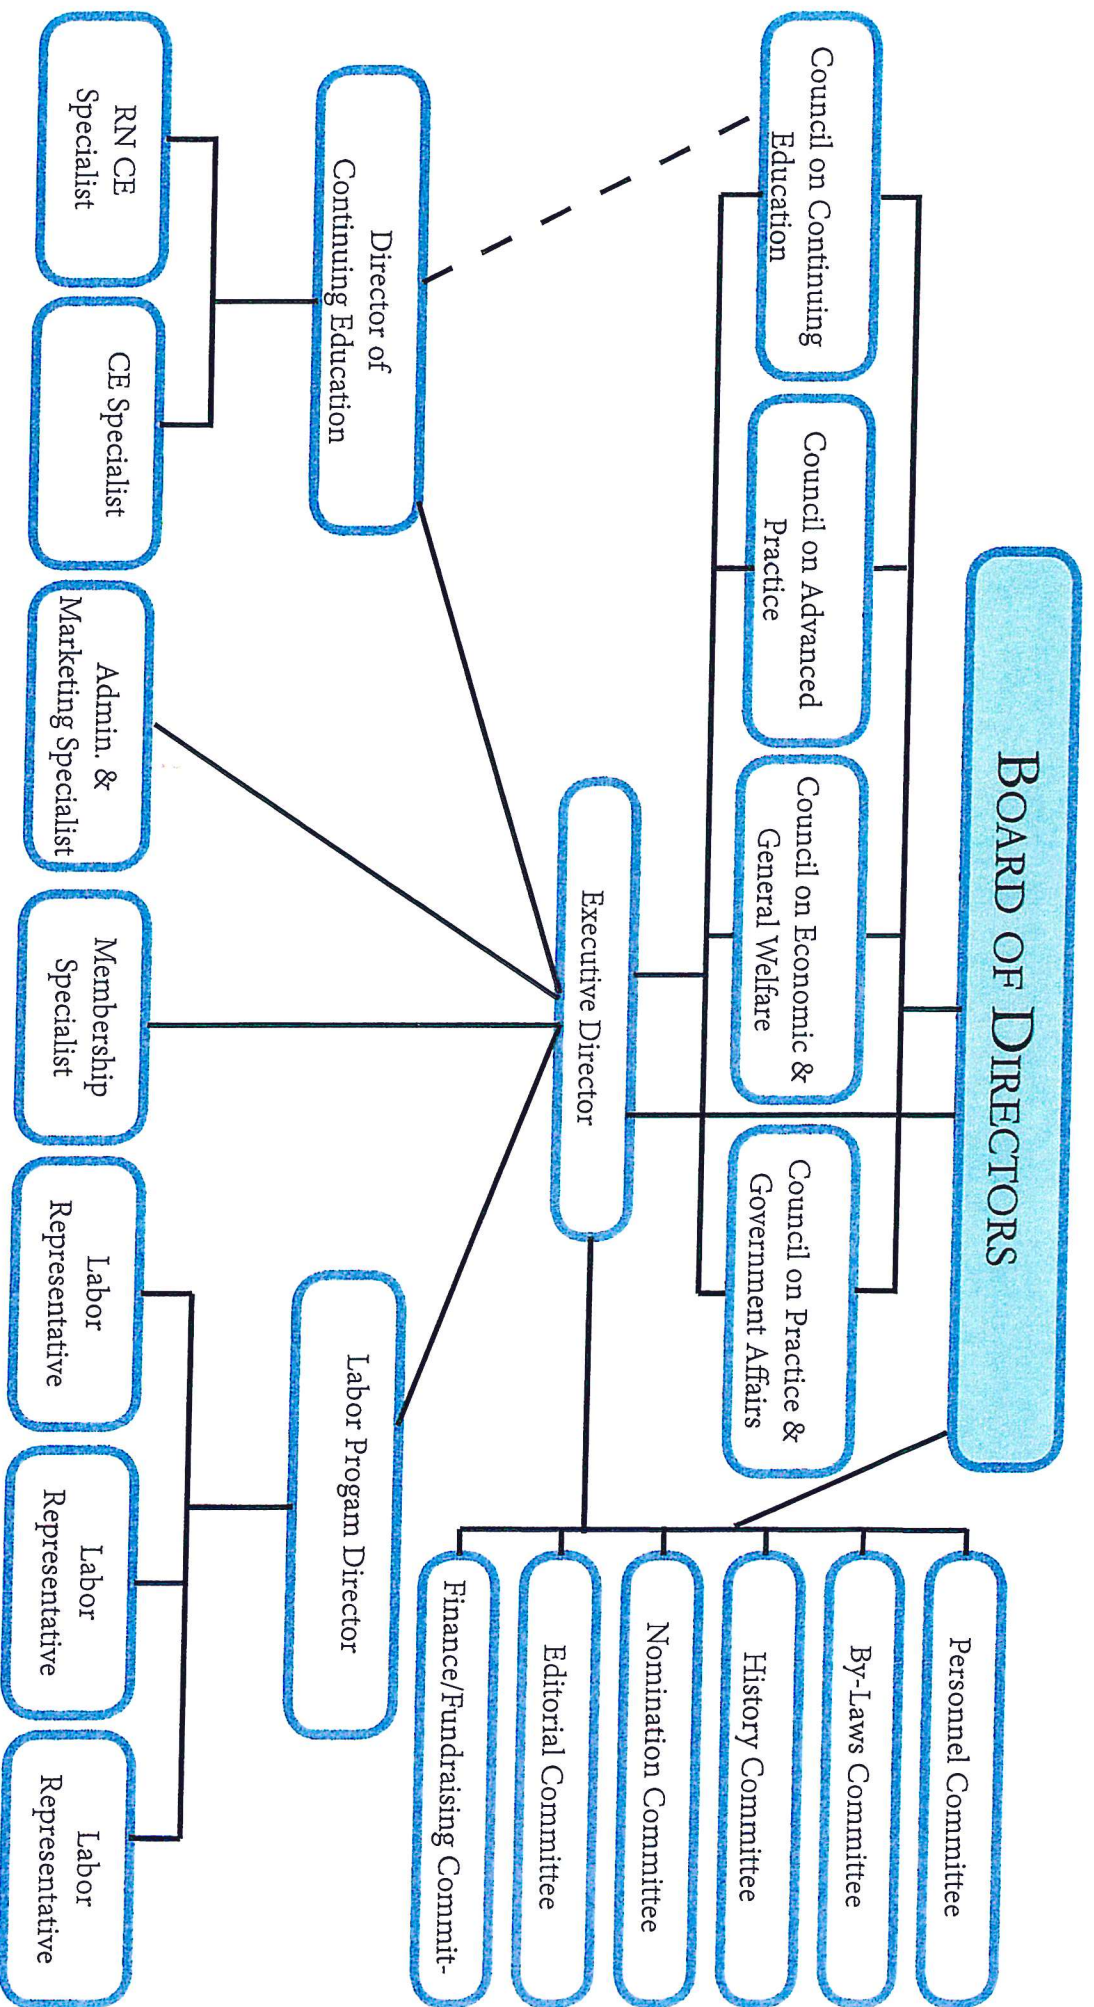 BOARD OF DIRECTORS
Council on Continuing
Education
Council on Advanced
Practice
Council on Economic &
General Welfare
Council on Practice &
Government Affairs
Personnel Committee
By-Laws Committee
History Committee
Nomination Committee
Editorial Committee
Finance/Fundraising Commit-
Executive Director
Director of
Continuing Education
Labor Progam Director
RN CE
Specialist
CE Specialist
Admin. &
Marketing Specialist
Membership
Specialist
Labor
Representative
Labor
Representative
Labor
Representative